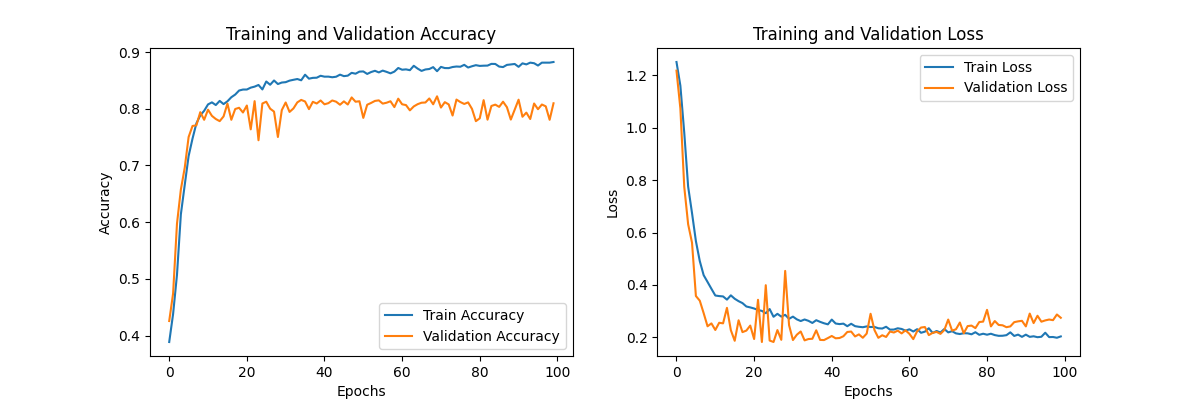 Training and Validation Accuracy
Accuracy
0.9
0.8
0.7
0.6
0.5
0.4
0 20 40 60 80 100
Epochs
Train Accuracy
Validation Accuracy
Training and Validation Loss
Loss
1.2
1.0
0.8
0.6
0.4
0.2
0 20 40 60 80 100
Epochs
Train Loss
Validation Loss